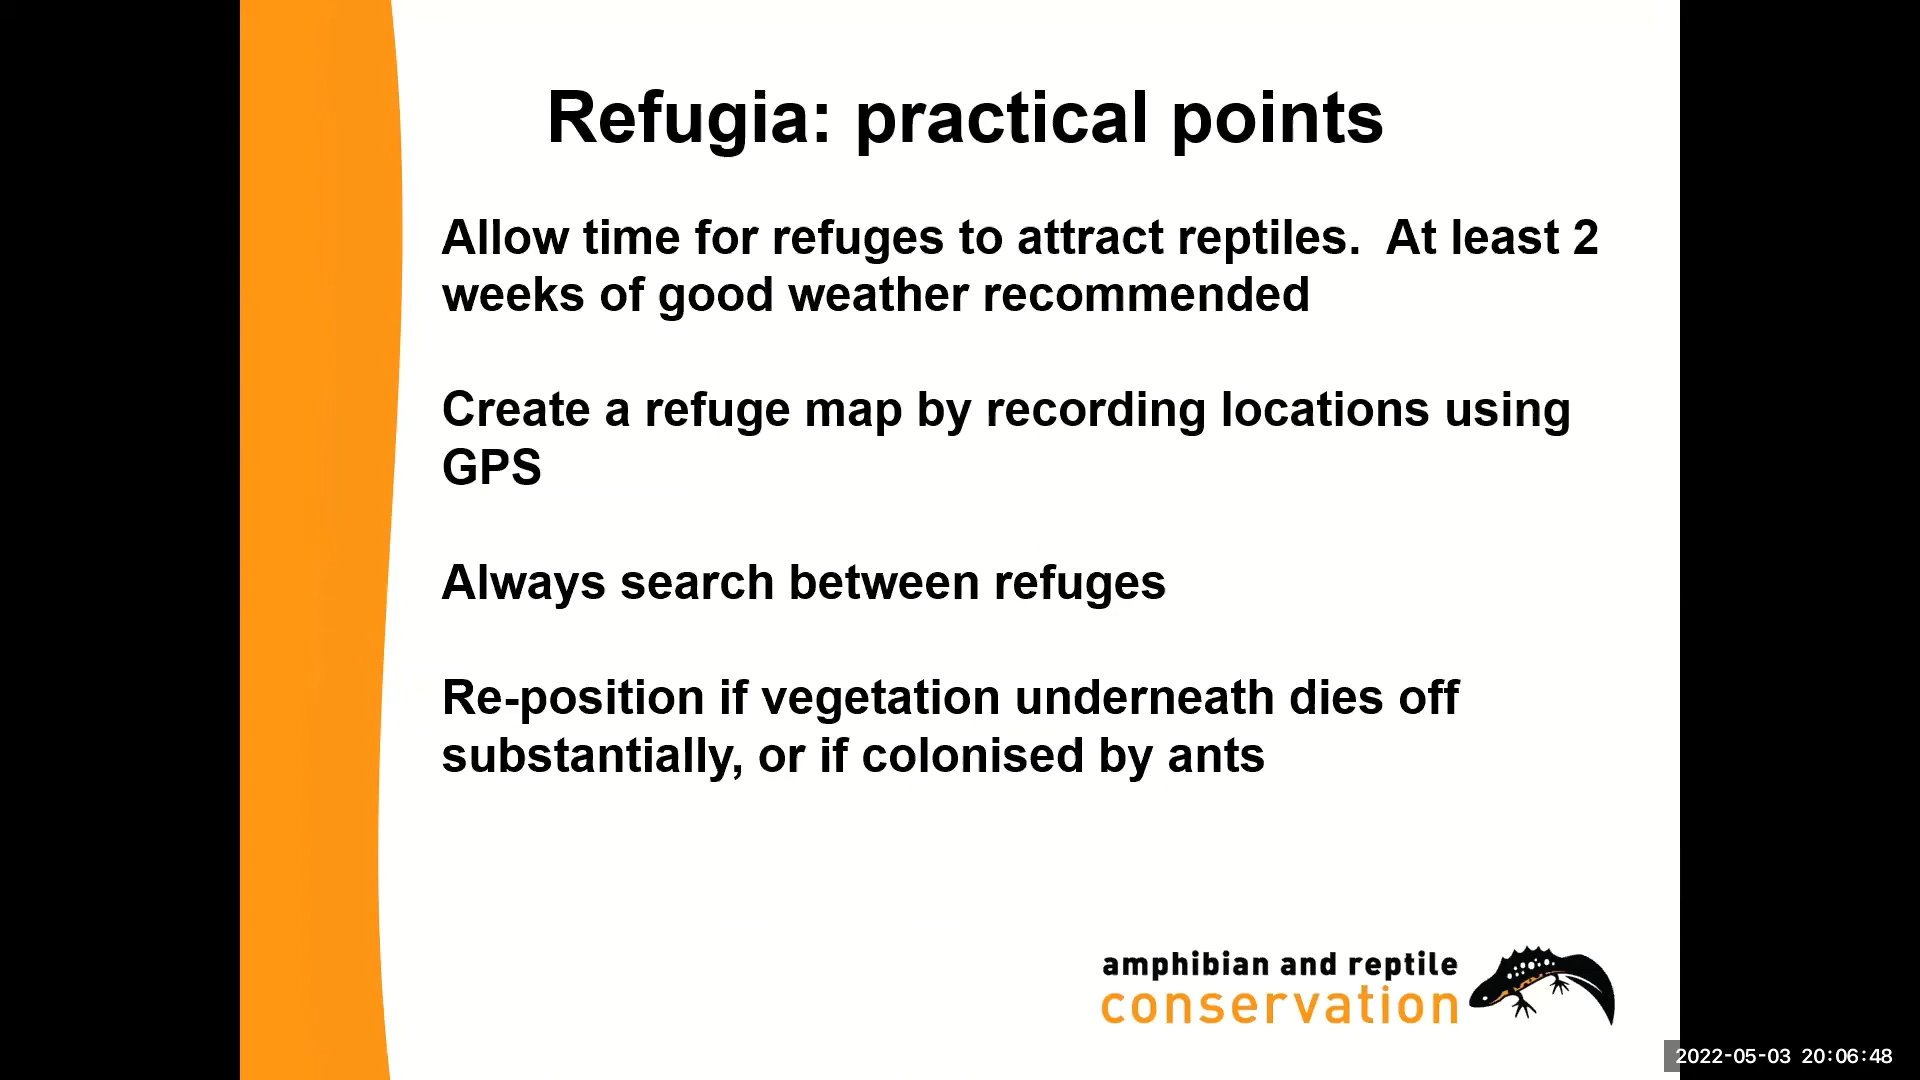 Refugia: practical points
Allow time for refuges to attract reptiles.  At least 2
weeks of good weather recommended
Create a refuge map by recording locations using
GPS
Always search between refuges
Re-position if vegetation underneath dies off
substantially, or if colonised by ants
amphibian and reptile
conservation
2022-05-03 20:06:48